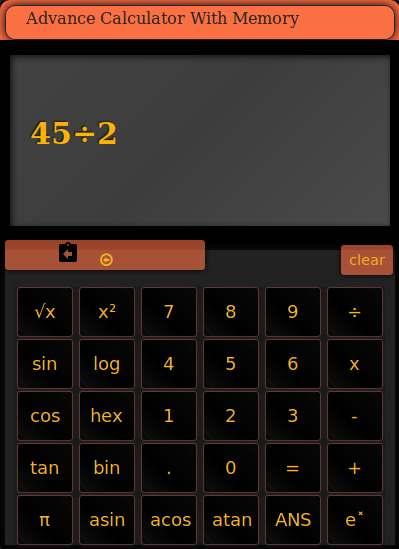 Advance Calculator With Memory
45÷2
clear
√x x² 7 8 9 ÷
sin log 4 5 6 x
cos hex 1 2 3 -
tan bin . 0 = +
π asin acos atan ANS eˣ